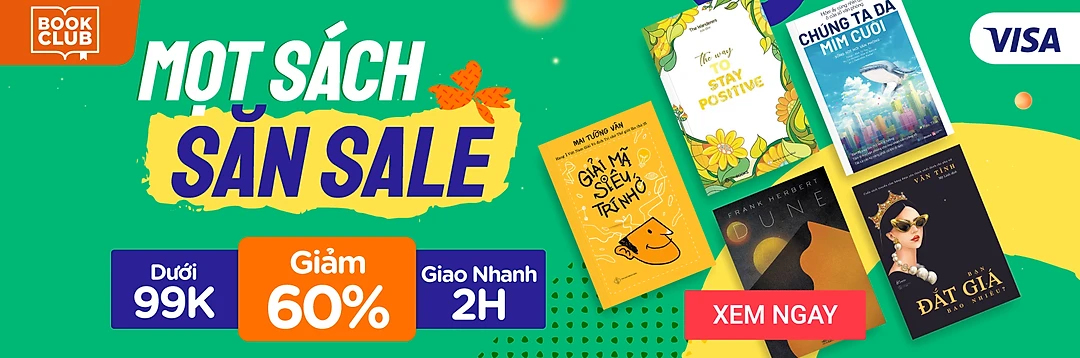 BOOK
CLUB
MỌT SÁCH
SĂN SALE
Dưới
99K
Giảm
60%
Giao Nhanh
2H
MAI TƯỜNG VÂN
GIẢI MÃ
SIÊU
TRÍ NHỚ
The Wanderers
the way
TO
STAY
POSITIVE
CHÚNG TA ĐÃ
MỈM CƯỜI
FRANK HERBERT
DUNE
VÃN TÌNH
BẠN
ĐẮT GIÁ
BAO NHIÊU?
XEM NGAY
VISA